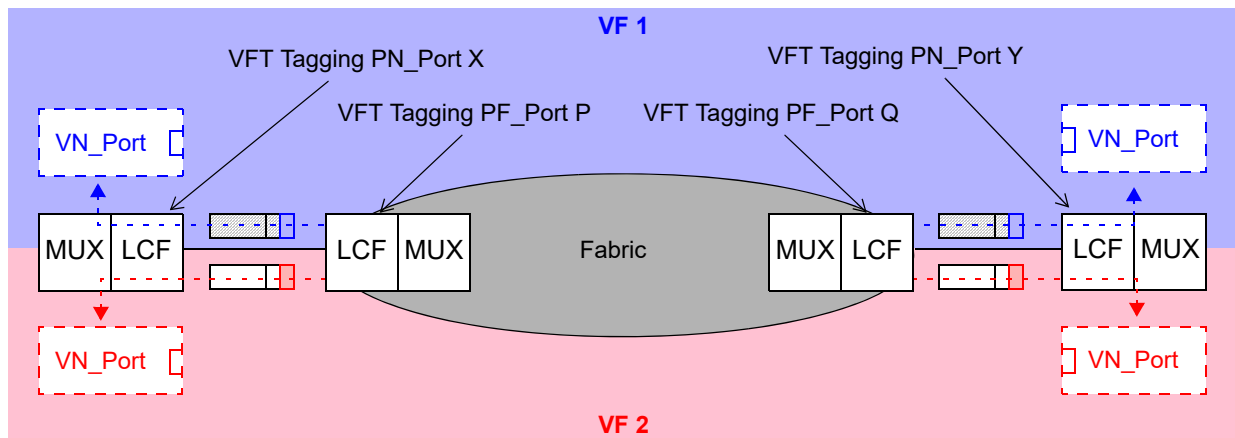 VF 1
VFT Tagging PN_Port X
VFT Tagging PN_Port Y
VFT Tagging PF_Port P
VFT Tagging PF_Port Q
VN_Port
VN_Port
MUX LCF
LCF MUX
Fabric
MUX LCF
LCF MUX
VN_Port
VN_Port
VF 2